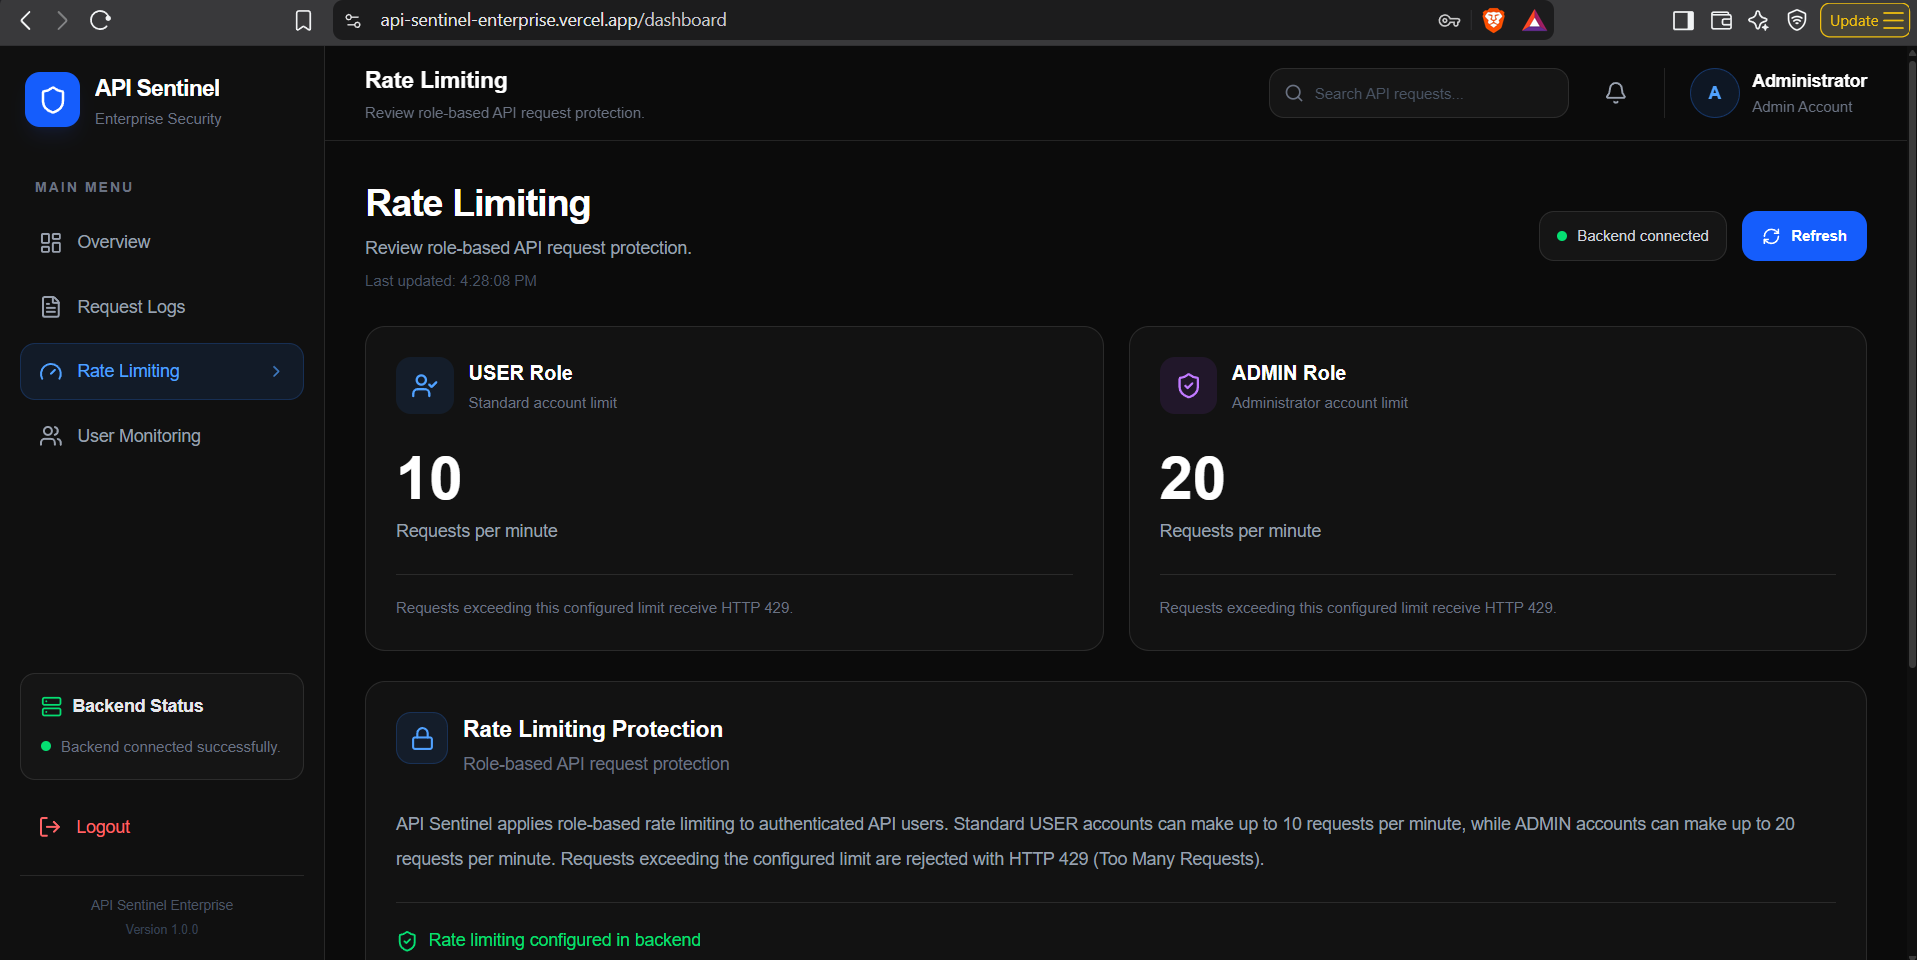 api-sentinel-enterprise.vercel.app/dashboard
Update
API Sentinel
Enterprise Security
MAIN MENU
Overview
Request Logs
Rate Limiting
User Monitoring
Backend Status
Backend connected successfully.
Logout
API Sentinel Enterprise
Version 1.0.0
Rate Limiting
Review role-based API request protection.
Search API requests...
A
Administrator
Admin Account
Rate Limiting
Review role-based API request protection.
Last updated: 4:28:08 PM
Backend connected
Refresh
USER Role
Standard account limit
10
Requests per minute
Requests exceeding this configured limit receive HTTP 429.
ADMIN Role
Administrator account limit
20
Requests per minute
Requests exceeding this configured limit receive HTTP 429.
Rate Limiting Protection
Role-based API request protection
API Sentinel applies role-based rate limiting to authenticated API users. Standard USER accounts can make up to 10 requests per minute, while ADMIN accounts can make up to 20
requests per minute. Requests exceeding the configured limit are rejected with HTTP 429 (Too Many Requests).
Rate limiting configured in backend